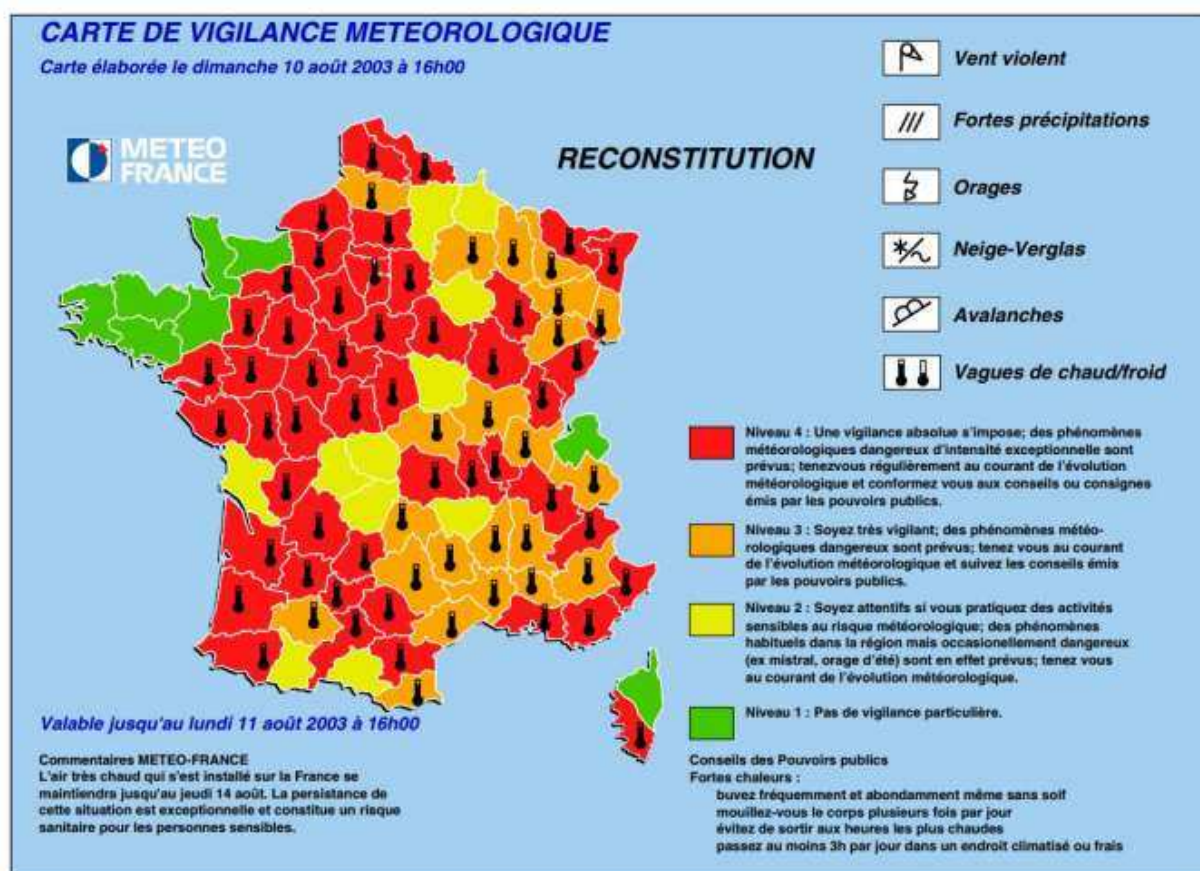 CARTE DE VIGILANCE METEOROLOGIQUE
Carte élaborée le dimanche 10 août 2003 à 16h00
METEO
FRANCE
RECONSTITUTION
Vent violent
Fortes précipitations
Orages
Neige-Verglas
Avalanches
Vagues de chaud/froid
Niveau 4 : Une vigilance absolue s'impose; des phénomènes
météorologiques dangereux d'intensité exceptionnelle sont
prévus; tenezvous régulièrement au courant de l'évolution
météorologique et conformez vous aux conseils ou consignes
émis par les pouvoirs publics.
Niveau 3 : Soyez très vigilant; des phénomènes météo-
rologiques dangereux sont prévus; tenez vous au courant
de l'évolution météorologique et suivez les conseils émis
par les pouvoirs publics.
Niveau 2 : Soyez attentifs si vous pratiquez des activités
sensibles au risque météorologique; des phénomènes
habituels dans la région mais occasionellement dangereux
(ex mistral, orage d'été) sont en effet prévus; tenez vous
au courant de l'évolution météorologique.
Niveau 1 : Pas de vigilance particulière.
Valable jusqu'au lundi 11 août 2003 à 16h00
Commentaires METEO-FRANCE
L'air très chaud qui s'est installé sur la France se
maintiendra jusqu'au jeudi 14 août. La persistance de
cette situation est exceptionnelle et constitue un risque
sanitaire pour les personnes sensibles.
Conseils des Pouvoirs publics
Fortes chaleurs :
buvez fréquemment et abondamment même sans soif
mouillez-vous le corps plusieurs fois par jour
évitez de sortir aux heures les plus chaudes
passez au moins 3h par jour dans un endroit climatisé ou frais